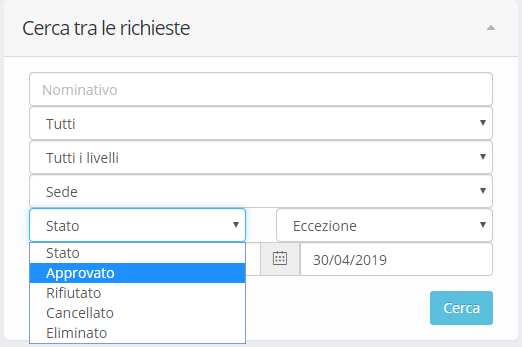 Cerca tra le richieste
Nominativo
Tutti
Tutti i livelli
Sede
Stato
Eccezione
Stato
Approvato
Rifiutato
Cancellato
Eliminato
30/04/2019
Cerca